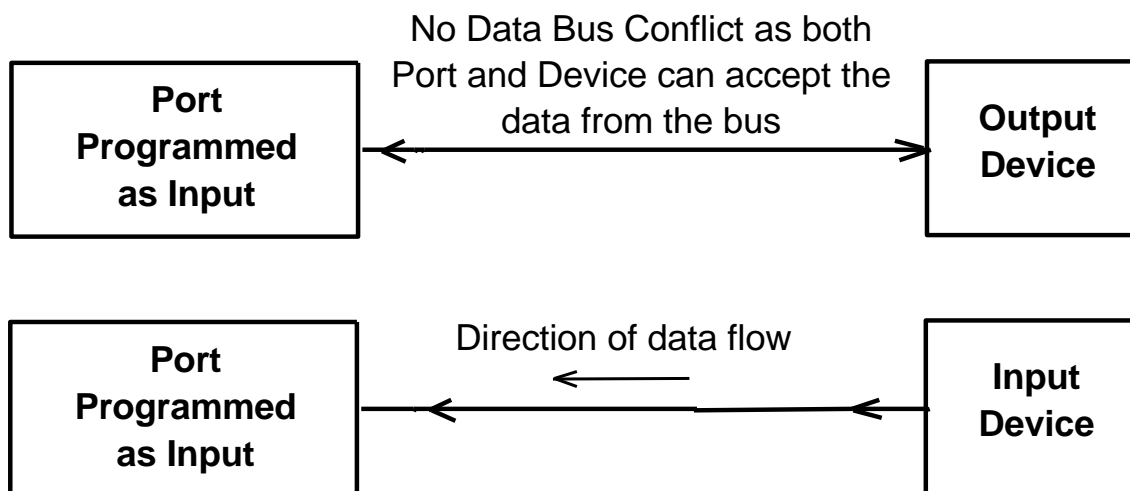 No Data Bus Conflict as both
Port and Device can accept the
data from the bus
Port
Programmed
as Input
Output
Device
Direction of data flow
Port
Programmed
as Input
Input
Device